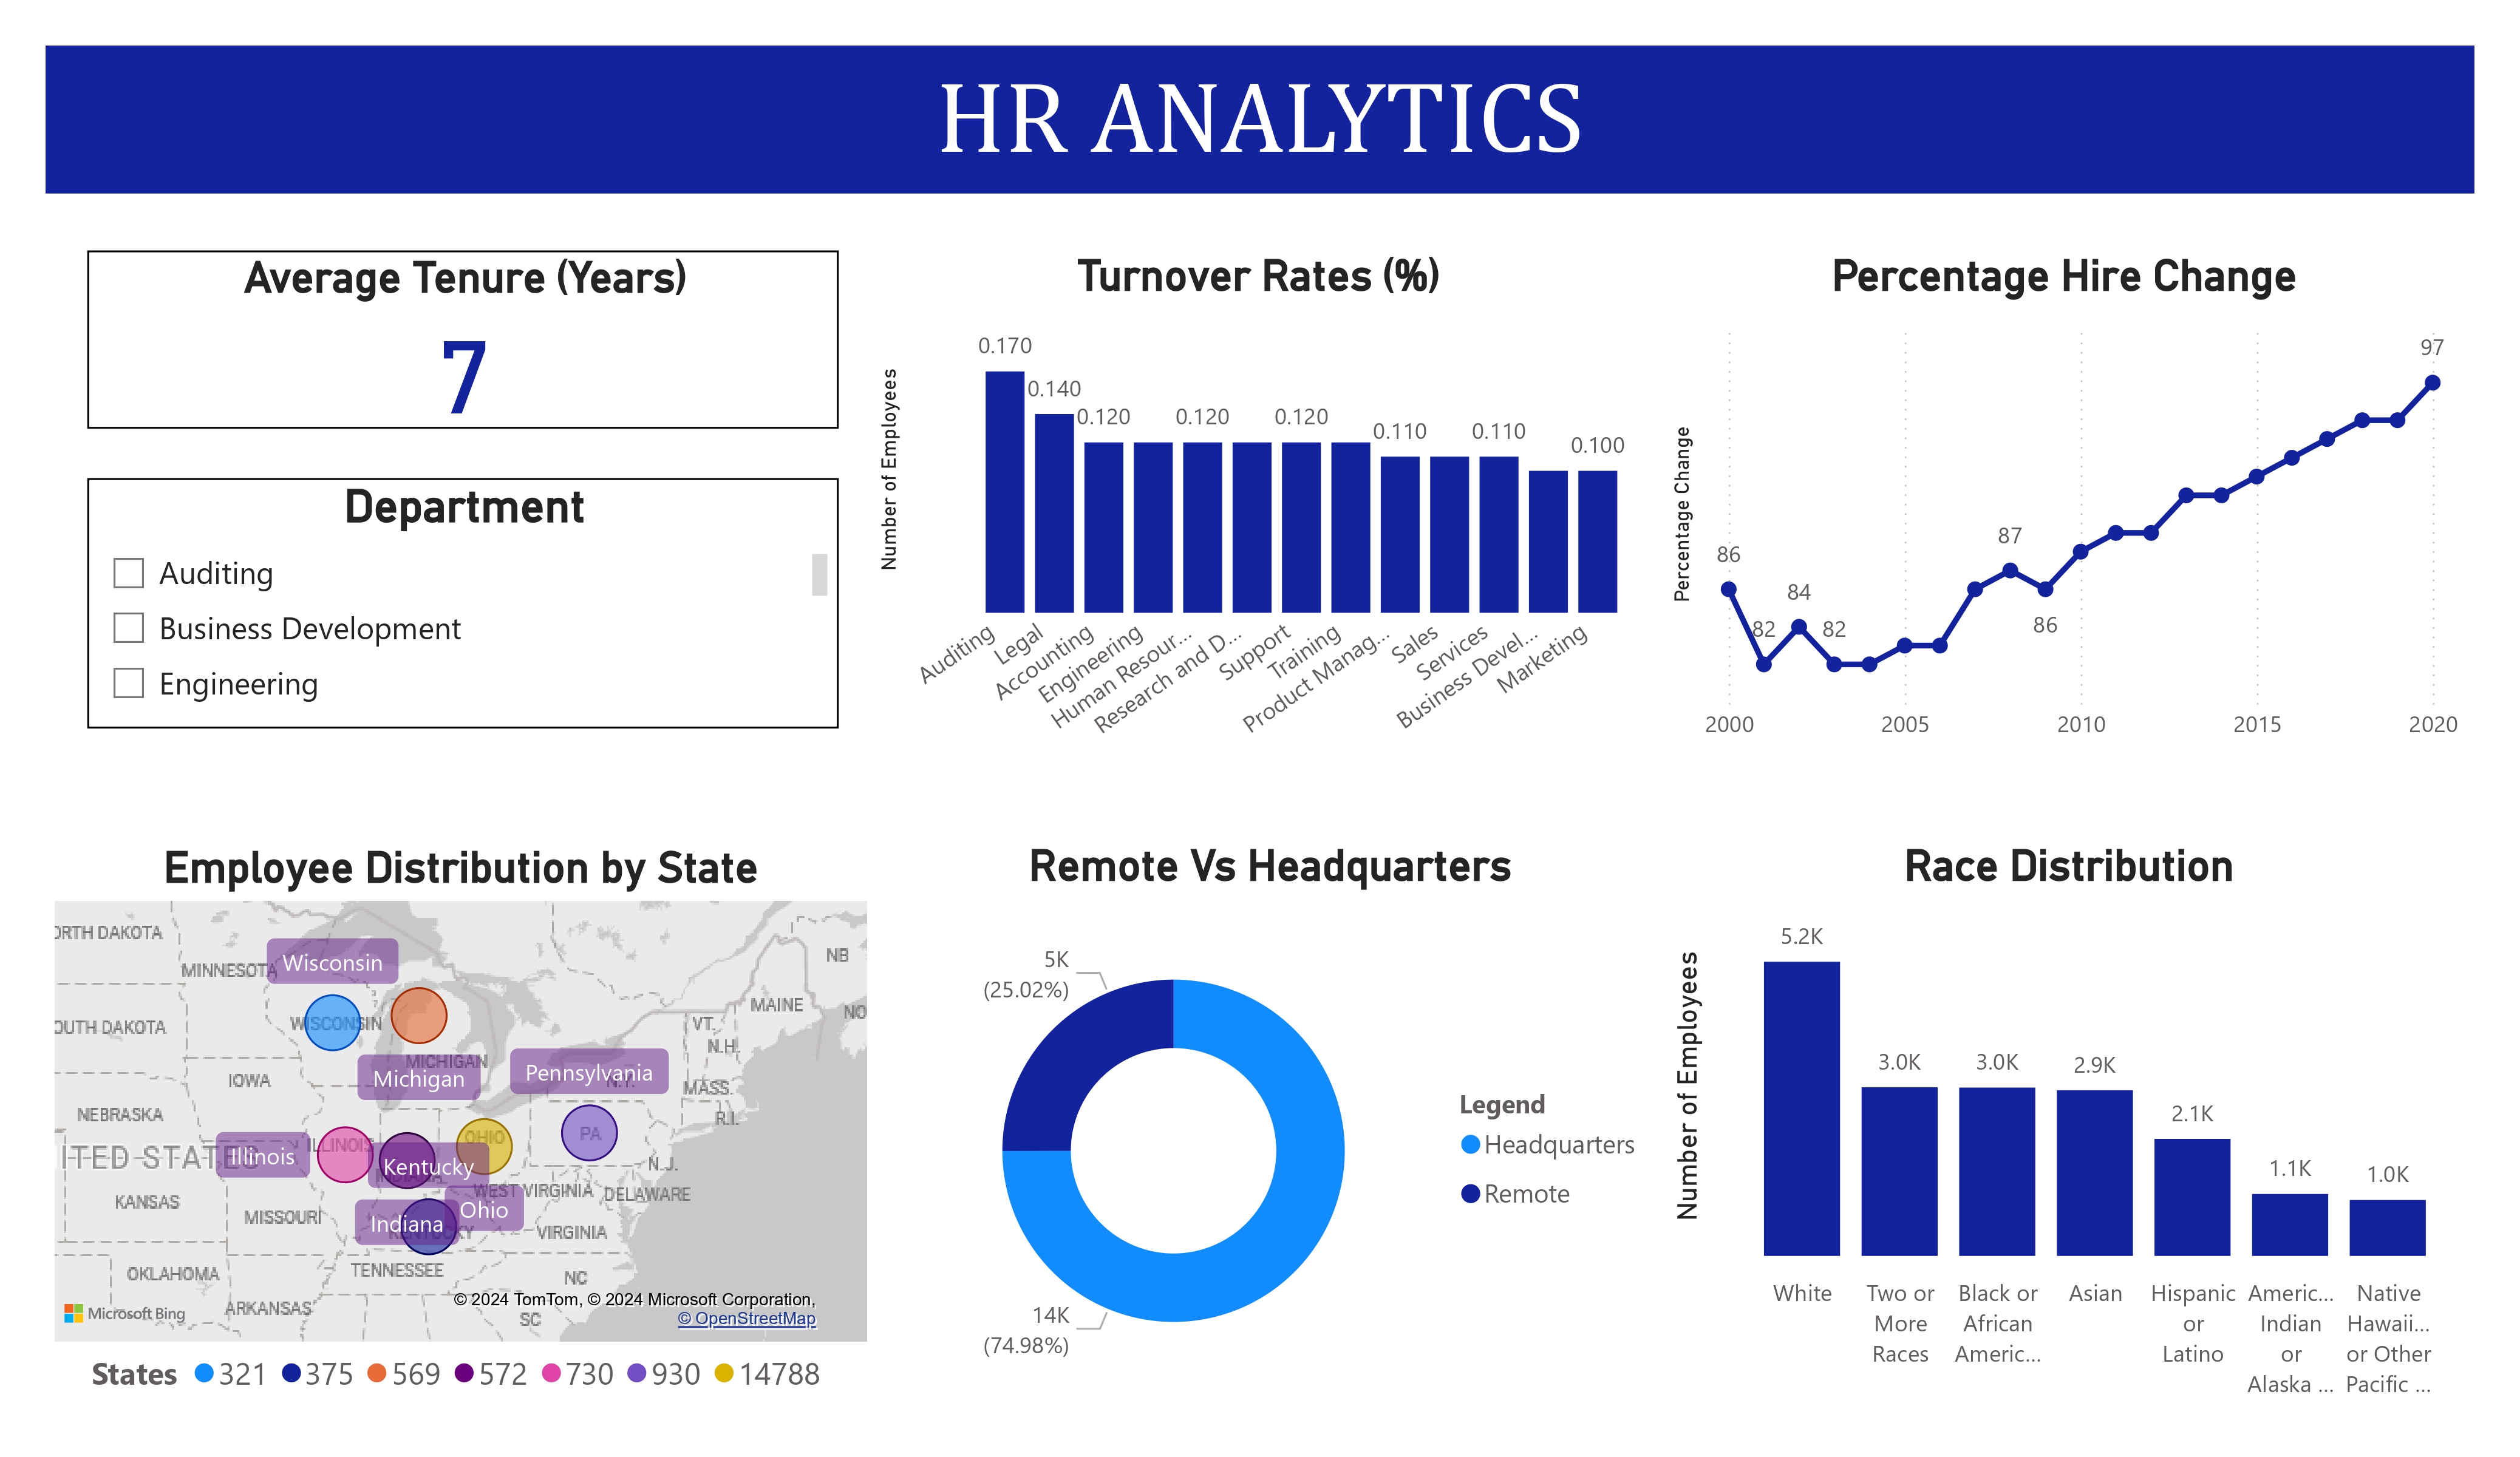 HR ANALYTICS
Average Tenure (Years)
7
Department
Auditing
Business Development
Engineering
Turnover Rates (%)
Number of Employees
0.170
0.140
0.120
0.120
0.120
0.110
0.110
0.100
Auditing
Legal
Accounting
Engineering
Human Resour...
Research and D...
Support
Training
Product Manag...
Sales
Services
Business Devel...
Marketing
Percentage Hire Change
Percentage Change
86
82
84
82
87
86
97
2000
2005
2010
2015
2020
Employee Distribution by State
ORTH DAKOTA
MINNESOTA
Wisconsin
NB
OUTH DAKOTA
WISCONSIN
MAINE
NO
VT.
N.H.
MICHIGAN
Michigan
Pennsylvania
N.Y.
MASS.
IOWA
NEBRASKA
R.I.
OHIO
PA
ITED STATES
Illinois
ILLINOIS
Kentucky
INDIANA
N.J.
KANSAS
WEST VIRGINIA
DELAWARE
MISSOURI
Indiana
Ohio
KENTUCKY
VIRGINIA
OKLAHOMA
TENNESSEE
NC
ARKANSAS
SC
Microsoft Bing
© 2024 TomTom, © 2024 Microsoft Corporation,
© OpenStreetMap
States 321 375 569 572 730 930 14788
Remote Vs Headquarters
5K
(25.02%)
14K
(74.98%)
Legend
Headquarters
Remote
Race Distribution
Number of Employees
5.2K
3.0K
3.0K
2.9K
2.1K
1.1K
1.0K
White
Two or
More
Races
Black or
African
Americ...
Asian
Hispanic
or
Latino
Americ...
Indian
or
Alaska ...
Native
Hawaii...
or Other
Pacific ...